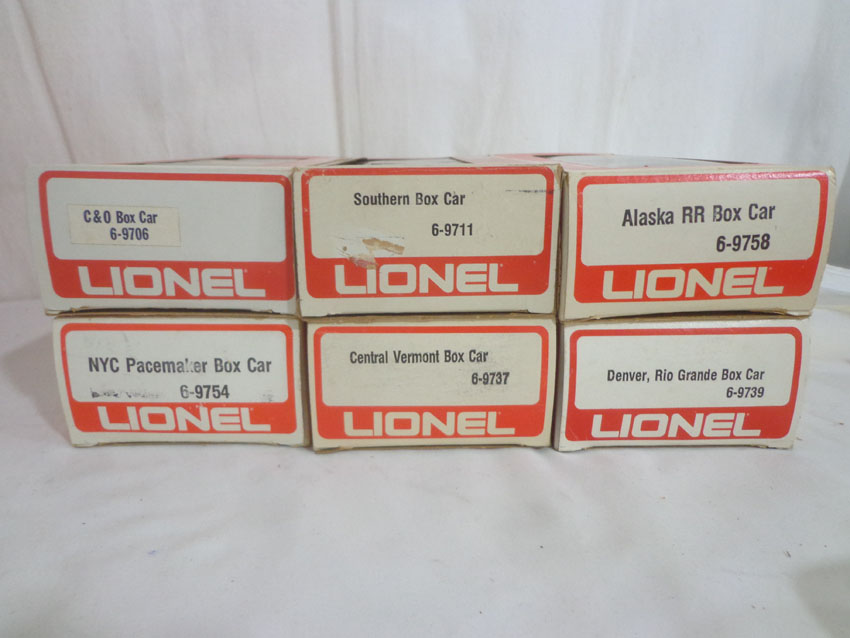 C&O Box Car
6-9706
LIONEL
Southern Box Car
6-9711
LIONEL
Alaska RR Box Car
6-9758
LIONEL
NYC Pacemaker Box Car
6-9754
LIONEL
Central Vermont Box Car
6-9737
LIONEL
Denver, Rio Grande Box Car
6-9739
LIONEL